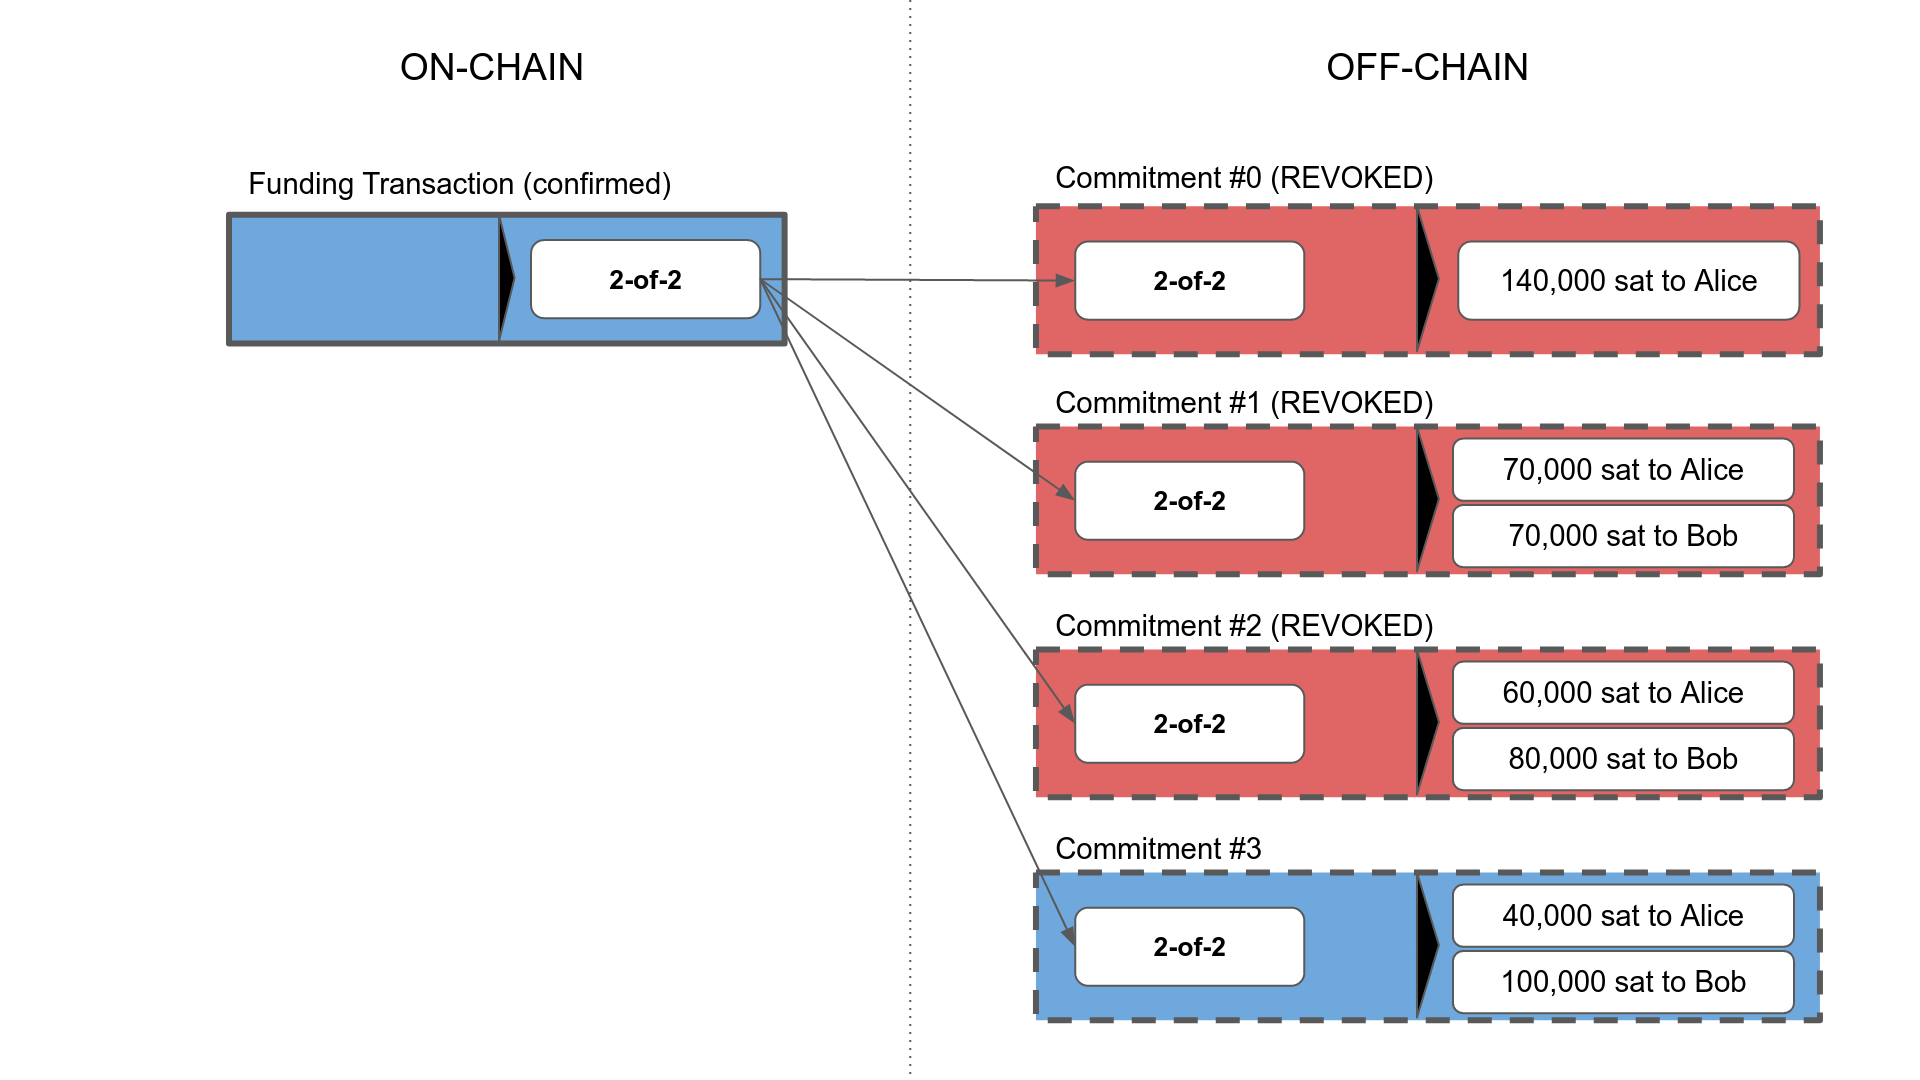 ON-CHAIN
OFF-CHAIN
Funding Transaction (confirmed)
2-of-2
Commitment #0 (REVOKED)
2-of-2
140,000 sat to Alice
Commitment #1 (REVOKED)
2-of-2
70,000 sat to Alice
70,000 sat to Bob
Commitment #2 (REVOKED)
2-of-2
60,000 sat to Alice
80,000 sat to Bob
Commitment #3
2-of-2
40,000 sat to Alice
100,000 sat to Bob